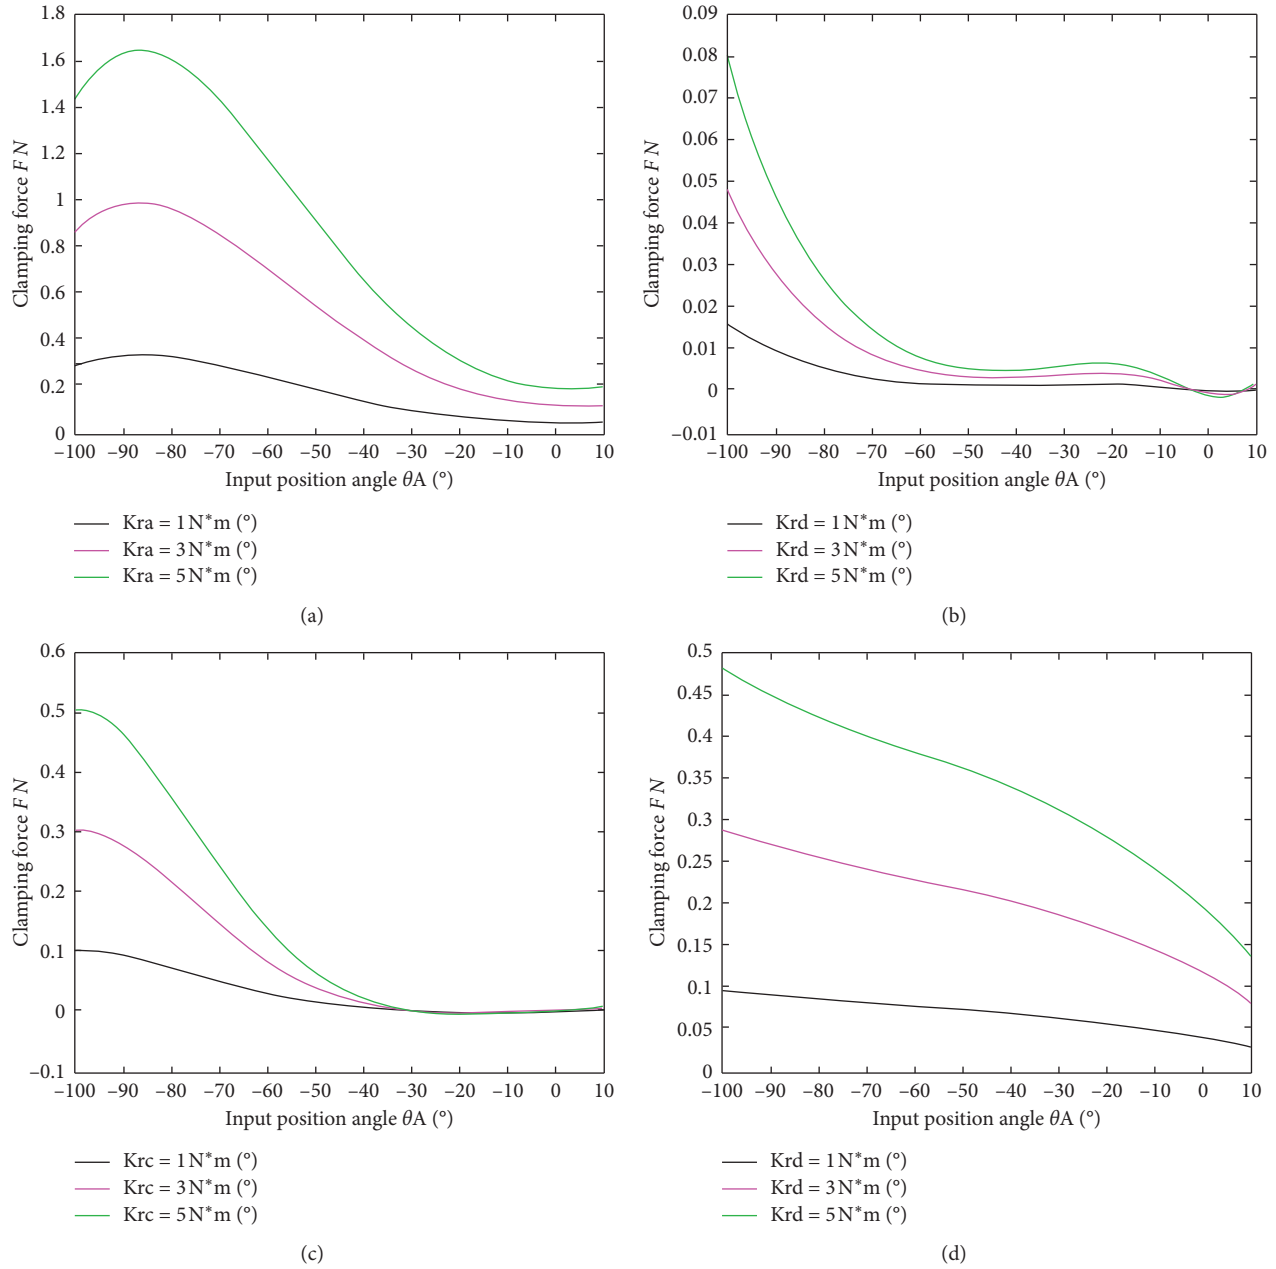 1.8
1.6
1.4
1.2
1
0.8
0.6
0.4
0.2
0
Clamping force F N
–100 –90 –80 –70 –60 –50 –40 –30 –20 –10 0 10
Input position angle θA (°)
Kra = 1 N*m (°)
Kra = 3 N*m (°)
Kra = 5 N*m (°)
(a)
0.09
0.08
0.07
0.06
0.05
0.04
0.03
0.02
0.01
0
–0.01
Clamping force F N
–100 –90 –80 –70 –60 –50 –40 –30 –20 –10 0 10
Input position angle θA (°)
Krd = 1 N*m (°)
Krd = 3 N*m (°)
Krd = 5 N*m (°)
(b)
0.6
0.5
0.4
0.3
0.2
0.1
0
–0.1
Clamping force F N
–100 –90 –80 –70 –60 –50 –40 –30 –20 –10 0 10
Input position angle θA (°)
Krc = 1 N*m (°)
Krc = 3 N*m (°)
Krc = 5 N*m (°)
(c)
0.5
0.45
0.4
0.35
0.3
0.25
0.2
0.15
0.1
0.05
0
Clamping force F N
–100 –90 –80 –70 –60 –50 –40 –30 –20 –10 0 10
Input position angle θA (°)
Krd = 1 N*m (°)
Krd = 3 N*m (°)
Krd = 5 N*m (°)
(d)